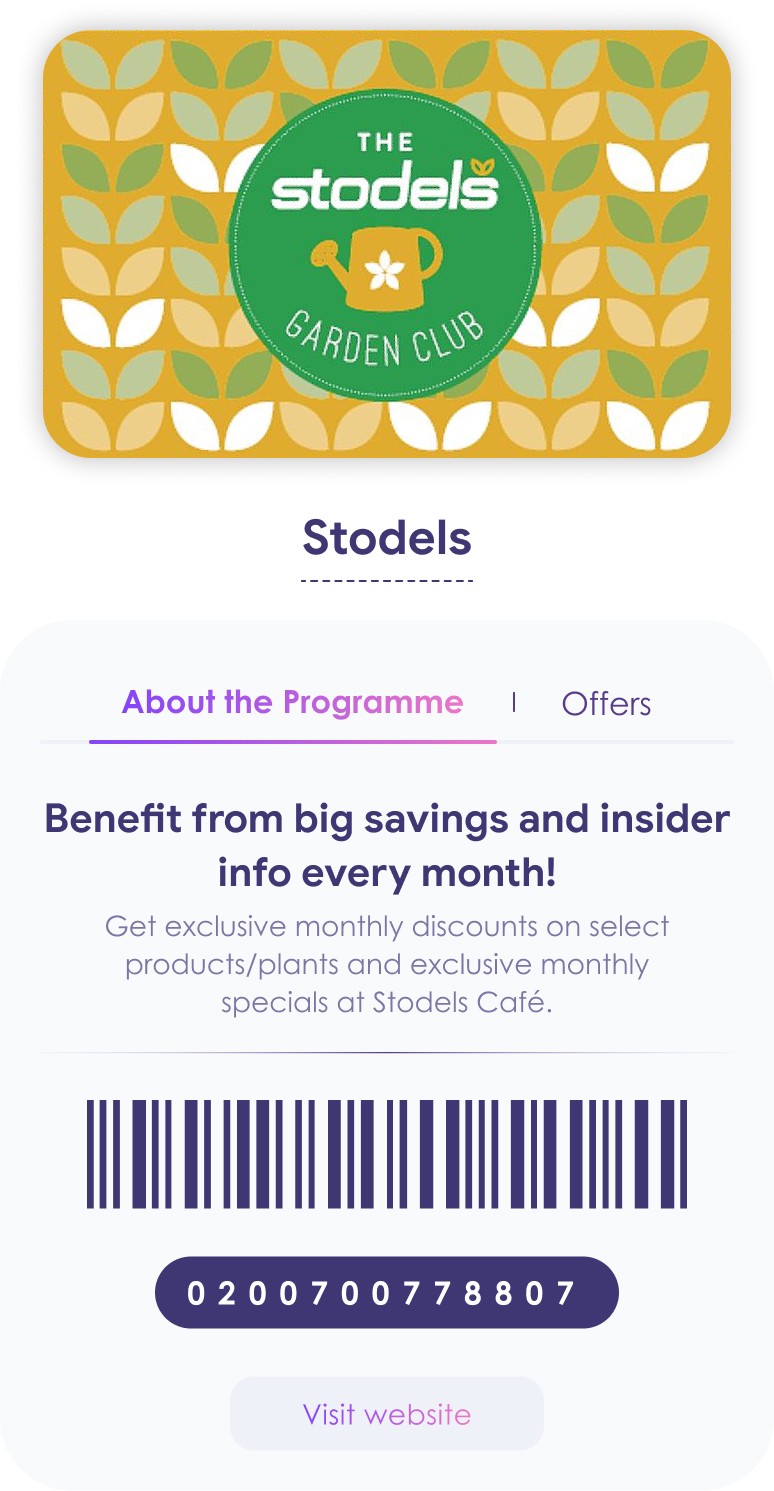 THE
stodels
GARDEN CLUB
Stodels
About the Programme | Offers
Benefit from big savings and insider
info every month!
Get exclusive monthly discounts on select
products/plants and exclusive monthly
specials at Stodels Café.
0200700778807
Visit website